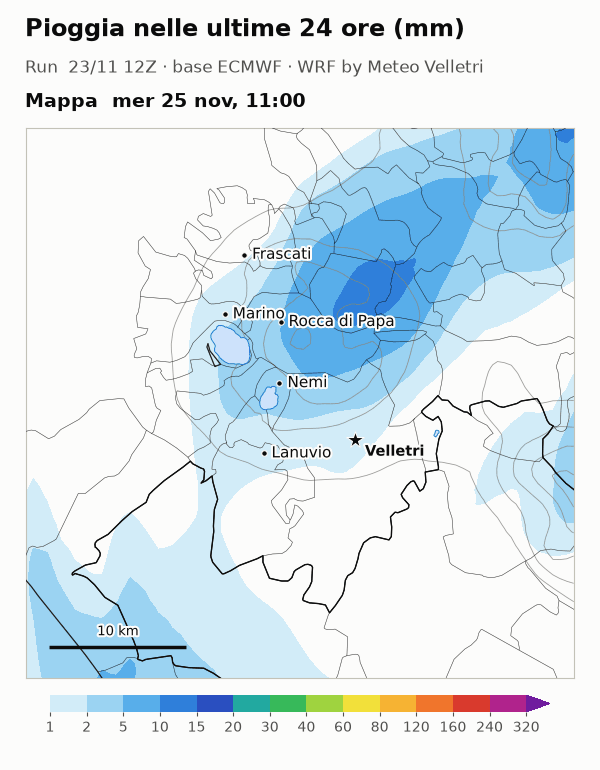 Pioggia nelle ultime 24 ore (mm)
Run 23/11 12Z · base ECMWF · WRF by Meteo Velletri
Mappa mer 25 nov, 11:00
Frascati
Marino
Rocca di Papa
Nemi
Velletri
Lanuvio
10 km
1 2 5 10 15 20 30 40 60 80 120 160 240 320